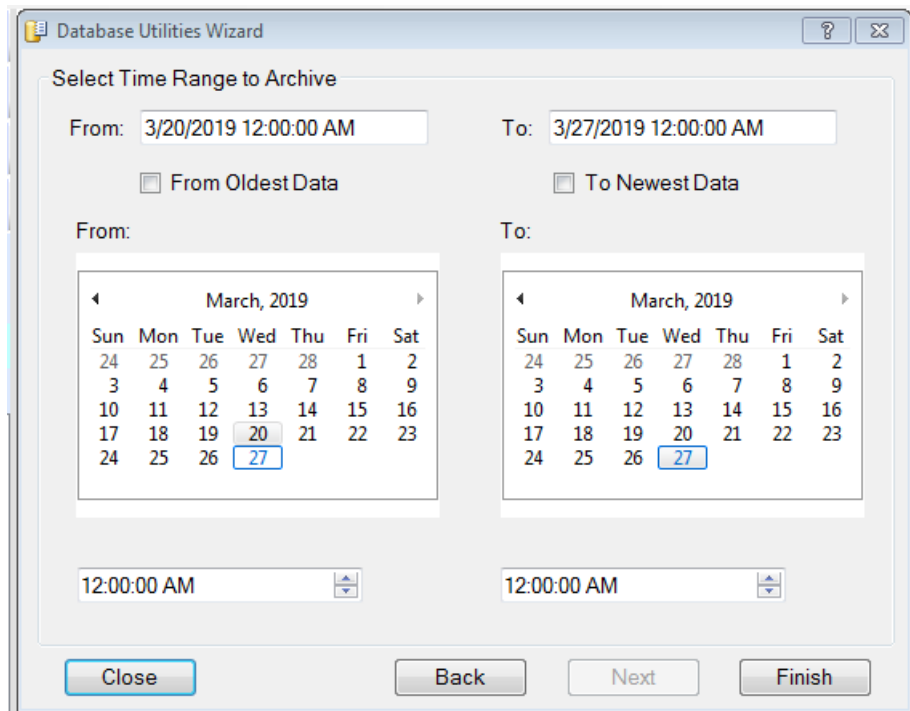 Database Utilities Wizard
Select Time Range to Archive
From: 3/20/2019 12:00:00 AM To: 3/27/2019 12:00:00 AM
From Oldest Data To Newest Data
From: To:
March, 2019 March, 2019
Sun Mon Tue Wed Thu Fri Sat Sun Mon Tue Wed Thu Fri Sat
24 25 26 27 28 1 2 24 25 26 27 28 1 2
3 4 5 6 7 8 9 3 4 5 6 7 8 9
10 11 12 13 14 15 16 10 11 12 13 14 15 16
17 18 19 20 21 22 23 17 18 19 20 21 22 23
24 25 26 27 24 25 26 27
12:00:00 AM 12:00:00 AM
Close Back Next Finish